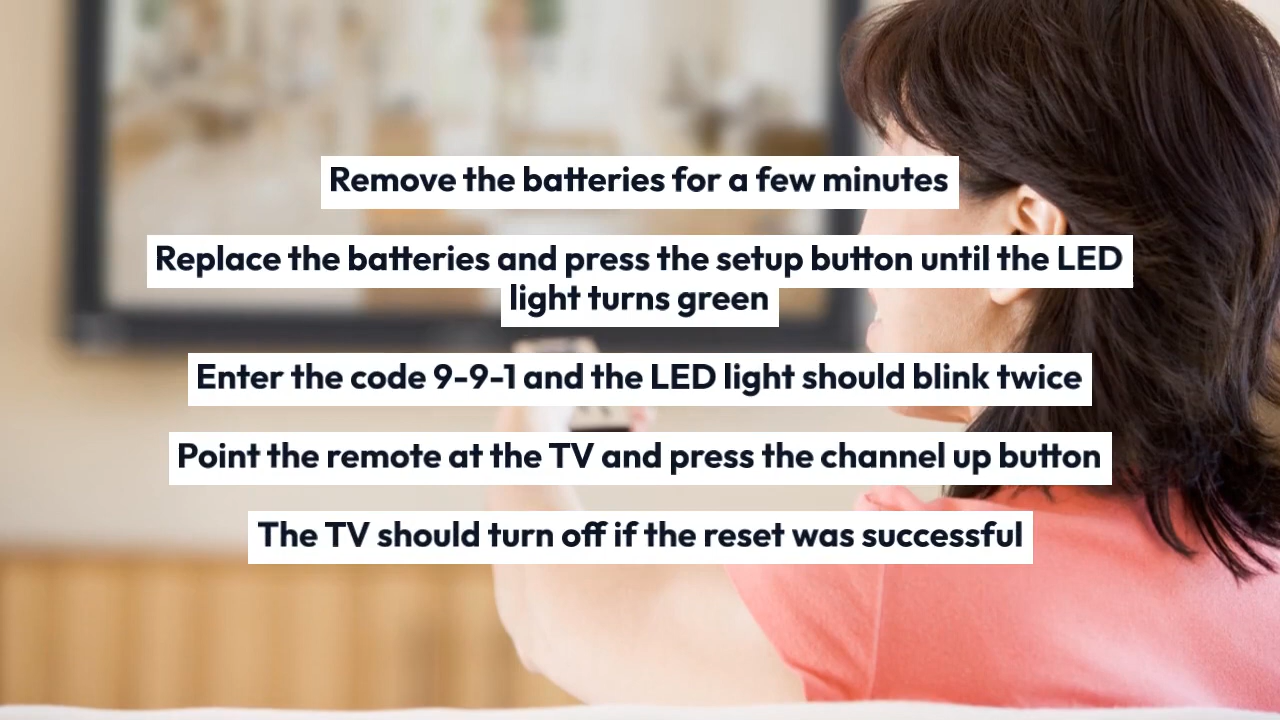 Remove the batteries for a few minutes
Replace the batteries and press the setup button until the LED
light turns green
Enter the code 9-9-1 and the LED light should blink twice
Point the remote at the TV and press the channel up button
The TV should turn off if the reset was successful